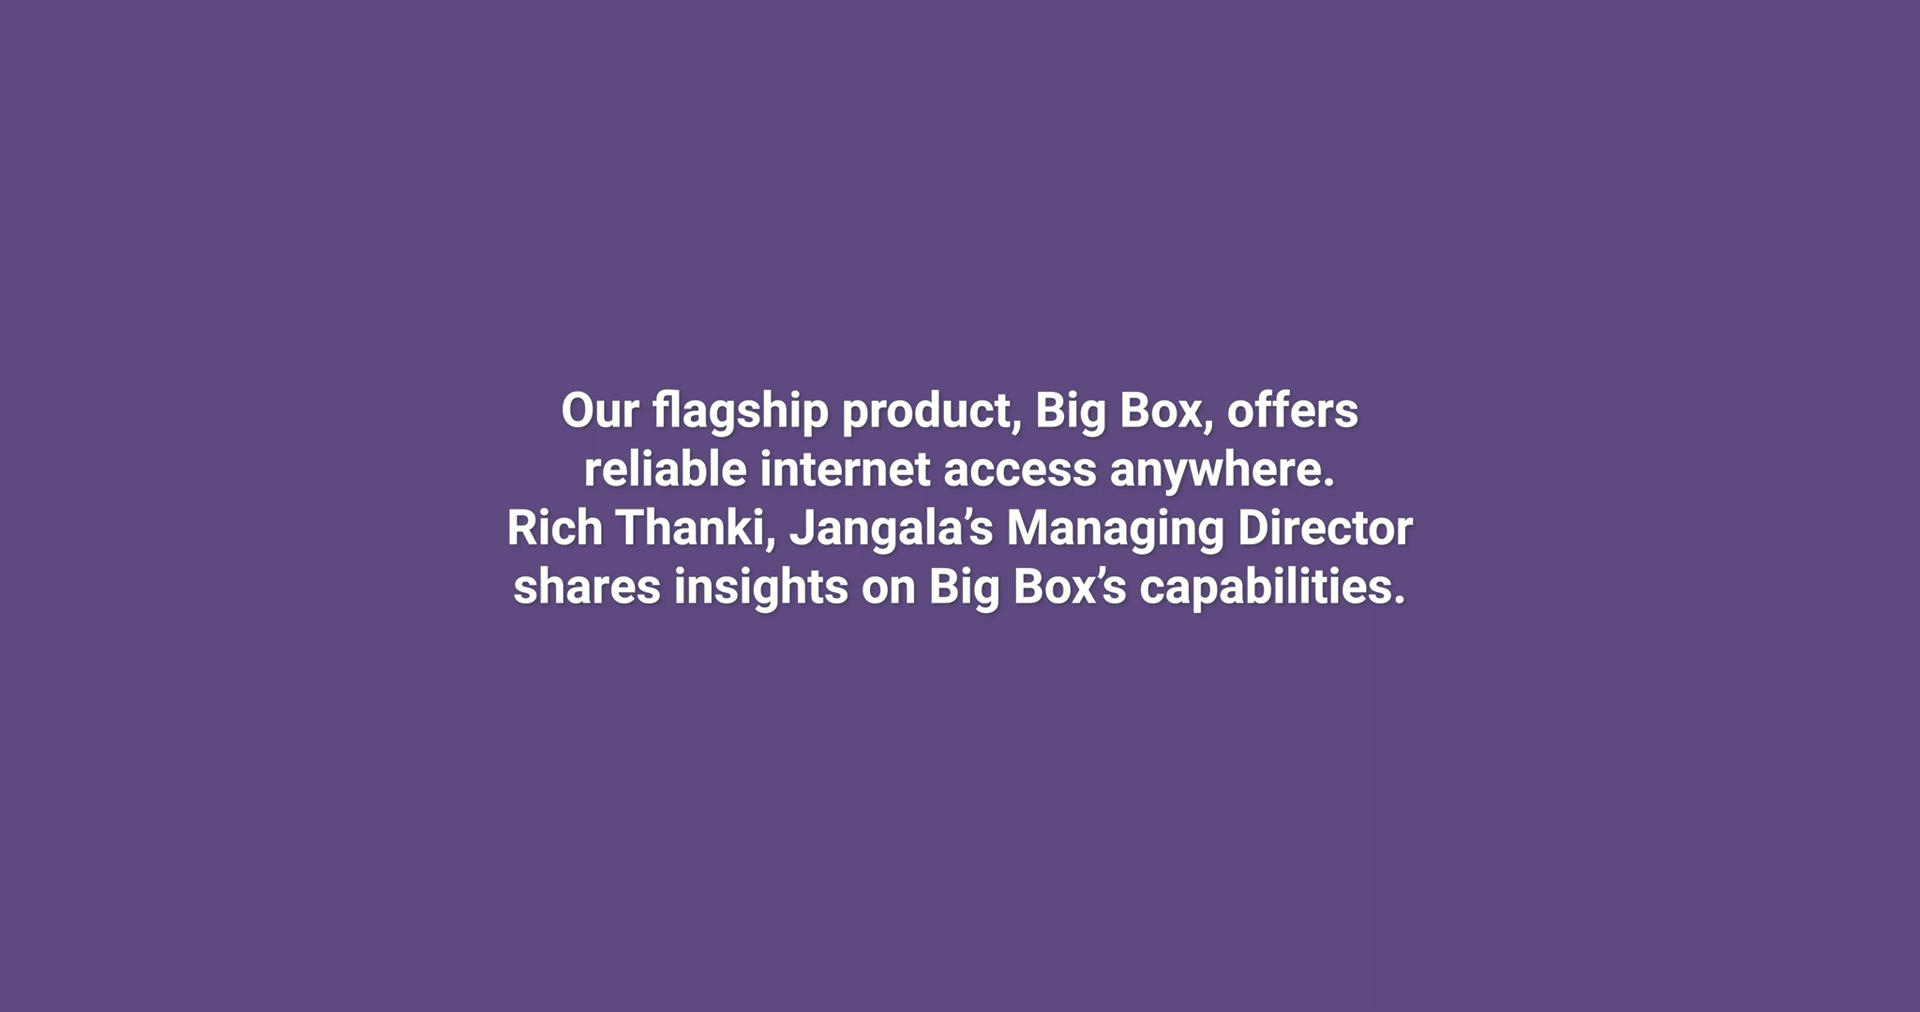 Our flagship product, Big Box, offers
reliable internet access anywhere.
Rich Thanki, Jangala’s Managing Director
shares insights on Big Box’s capabilities.